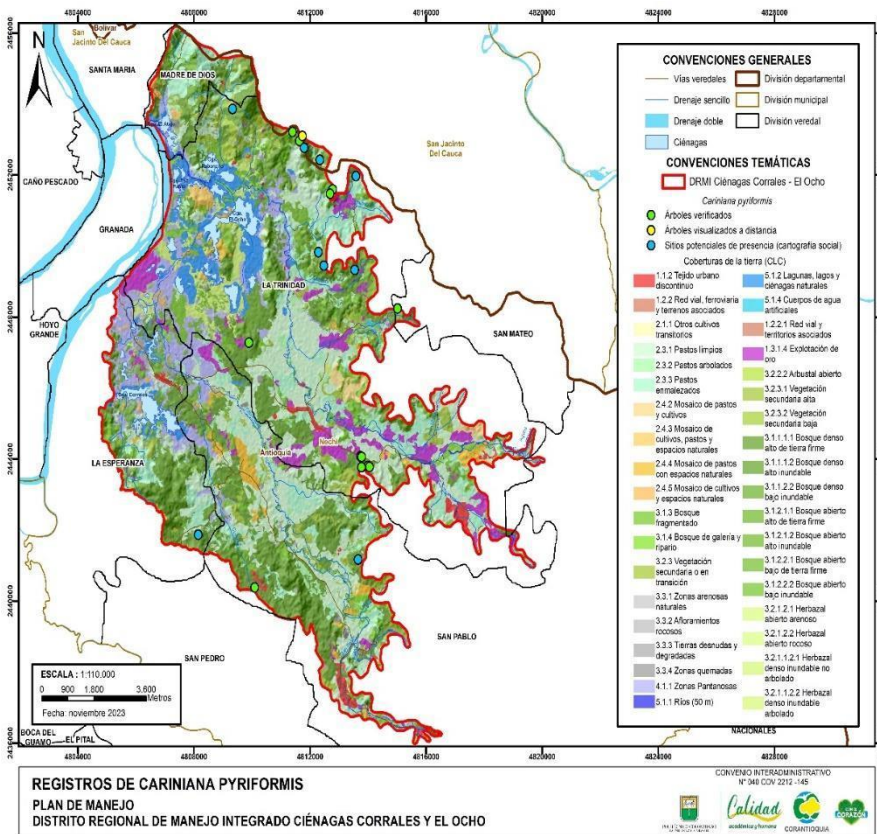 4804000 4808000 4812000 4816000 4820000 4824000 4828000
2456000
2452000
2448000
2444000
2440000
2436000
N
San
Jacinto Del Cauca
Bolívar
SANTA MARIA
MADRE DE DIOS
CAÑO PESCADO
GRANADA
HOYO
GRANDE
LA TRINIDAD
San Jacinto
Del Cauca
SAN MATEO
LA ESPERANZA
Antioquia
Nechí
SAN PEDRO
SAN PABLO
BOCA DEL
GUAMO
EL PITAL
NACIONALES
ESCALA : 1:110.000
0 900 1.800 3.600
Metros
Fecha: noviembre 2023
CONVENCIONES GENERALES
Vías veredales
División departamental
Drenaje sencillo
División municipal
Drenaje doble
División veredal
Ciénagas
CONVENCIONES TEMÁTICAS
DRMI Ciénagas Corrales - El Ocho
Cariniana pyriformis
Árboles verificados
Árboles visualizados a distancia
Sitios potenciales de presencia (cartografía social)
Coberturas de la tierra (CLC)
1.1.2 Tejido urbano
discontinuo
1.2.2 Red vial, ferroviaria
y terrenos asociados
2.1.1 Otros cultivos
transitorios
2.3.1 Pastos limpios
2.3.2 Pastos arbolados
2.3.3 Pastos
enmalezados
2.4.2 Mosaico de pastos
y cultivos
2.4.3 Mosaico de
cultivos, pastos y
espacios naturales
2.4.4 Mosaico de pastos
con espacios naturales
2.4.5 Mosaico de cultivos
y espacios naturales
3.1.3 Bosque
fragmentado
3.1.4 Bosque de galería y
ripario
3.2.3 Vegetación
secundaria o en
transición
3.3.1 Zonas arenosas
naturales
3.3.2 Afloramientos
rocosos
3.3.3 Tierras desnudas y
degradadas
3.3.4 Zonas quemadas
4.1.1 Zonas Pantanosas
5.1.1 Ríos (50 m)
5.1.2 Lagunas, lagos y
ciénagas naturales
5.1.4 Cuerpos de agua
artificiales
1.2.2.1 Red vial y
territorios asociados
1.3.1.4 Explotación de
oro
3.2.2.2 Arbustal abierto
3.2.3.1 Vegetación
secundaria alta
3.2.3.2 Vegetación
secundaria baja
3.1.1.1.1 Bosque denso
alto de tierra firme
3.1.1.1.2 Bosque denso
alto inundable
3.1.1.2.2 Bosque denso
bajo inundable
3.1.2.1.1 Bosque abierto
alto de tierra firme
3.1.2.1.2 Bosque abierto
alto inundable
3.1.2.2.1 Bosque abierto
bajo de tierra firme
3.1.2.2.2 Bosque abierto
bajo inundable
3.2.1.2.1 Herbazal
abierto arenoso
3.2.1.2.2 Herbazal
abierto rocoso
3.2.1.1.2.1 Herbazal
denso inundable no
arbolado
3.2.1.1.2.2 Herbazal
denso inundable
arbolado
4804000 4808000 4812000 4816000 4820000 4824000 4828000
REGISTROS DE CARINIANA PYRIFORMIS
PLAN DE MANEJO
DISTRITO REGIONAL DE MANEJO INTEGRADO CIÉNAGAS CORRALES Y EL OCHO
CONVENIO INTERADMINISTRATIVO
N° 040 COV 2212 -145
Calidad
académica y humana
CORANTIOQUIA
CORAZÓN